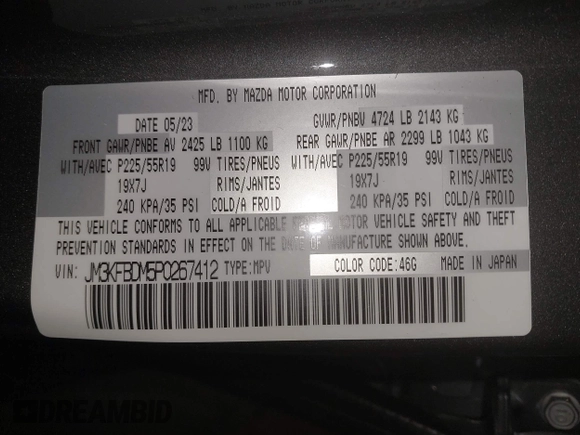 MFD. BY MAZDA MOTOR CORPORATION
DATE 05/23 GVWR/PNBV 4724 LB 2143 KG
FRONT GAWR/PNBE AV 2425 LB 1100 KG REAR GAWR/PNBE AR 2299 LB 1043 KG
WITH/AVEC P225/55R19 99V TIRES/PNEUS WITH/AVEC P225/55R19 99V TIRES/PNEUS
19X7J RIMS/JANTES 19X7J RIMS/JANTES
240 KPA/35 PSI COLD/A FROID 240 KPA/35 PSI COLD/A FROID
THIS VEHICLE CONFORMS TO ALL APPLICABLE MOTOR VEHICLE SAFETY AND THEFT
PREVENTION STANDARDS IN EFFECT ON THE DATE OF MANUFACTURE SHOWN ABOVE.
VIN: JM3KFBDM5P0267412 TYPE:MPV COLOR CODE:46G MADE IN JAPAN
DREAMBID